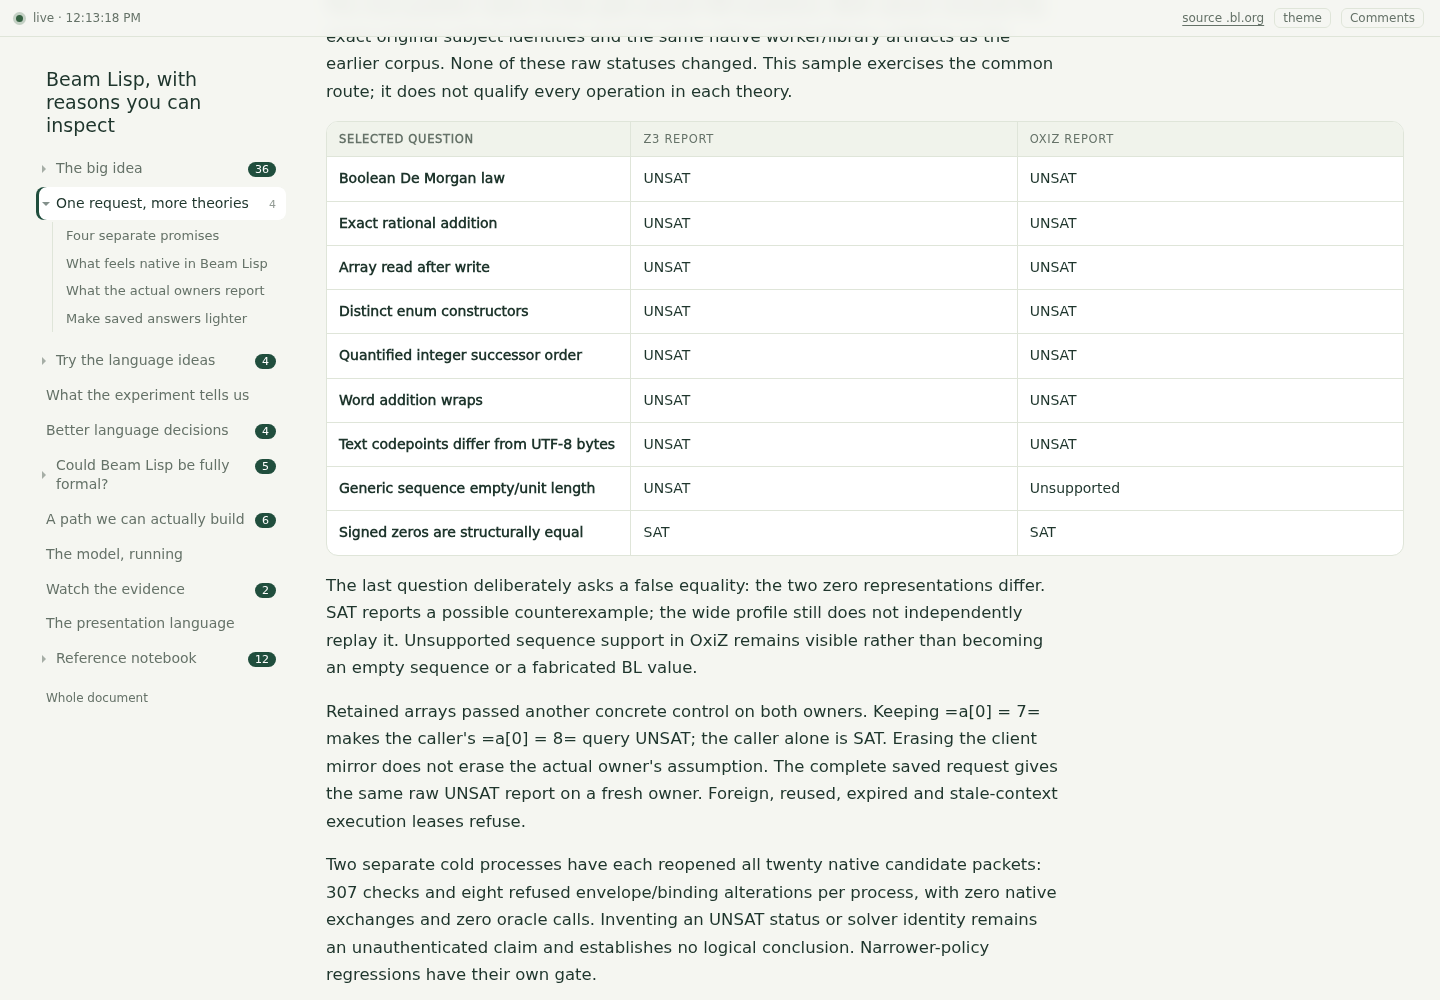 live · 12:13:18 PM
source .bl.org
theme
Comments
Beam Lisp, with
reasons you can
inspect
The big idea 36
One request, more theories 4
Four separate promises
What feels native in Beam Lisp
What the actual owners report
Make saved answers lighter
Try the language ideas 4
What the experiment tells us
Better language decisions 4
Could Beam Lisp be fully 5
formal?
A path we can actually build 6
The model, running
Watch the evidence 2
The presentation language
Reference notebook 12
Whole document
exact original subject identities and the same native worker/library artifacts as the
earlier corpus. None of these raw statuses changed. This sample exercises the common
route; it does not qualify every operation in each theory.
SELECTED QUESTION Z3 REPORT OXIZ REPORT
Boolean De Morgan law UNSAT UNSAT
Exact rational addition UNSAT UNSAT
Array read after write UNSAT UNSAT
Distinct enum constructors UNSAT UNSAT
Quantified integer successor order UNSAT UNSAT
Word addition wraps UNSAT UNSAT
Text codepoints differ from UTF-8 bytes UNSAT UNSAT
Generic sequence empty/unit length UNSAT Unsupported
Signed zeros are structurally equal SAT SAT
The last question deliberately asks a false equality: the two zero representations differ.
SAT reports a possible counterexample; the wide profile still does not independently
replay it. Unsupported sequence support in OxiZ remains visible rather than becoming
an empty sequence or a fabricated BL value.
Retained arrays passed another concrete control on both owners. Keeping =a[0] = 7=
makes the caller's =a[0] = 8= query UNSAT; the caller alone is SAT. Erasing the client
mirror does not erase the actual owner's assumption. The complete saved request gives
the same raw UNSAT report on a fresh owner. Foreign, reused, expired and stale-context
execution leases refuse.
Two separate cold processes have each reopened all twenty native candidate packets:
307 checks and eight refused envelope/binding alterations per process, with zero native
exchanges and zero oracle calls. Inventing an UNSAT status or solver identity remains
an unauthenticated claim and establishes no logical conclusion. Narrower-policy
regressions have their own gate.